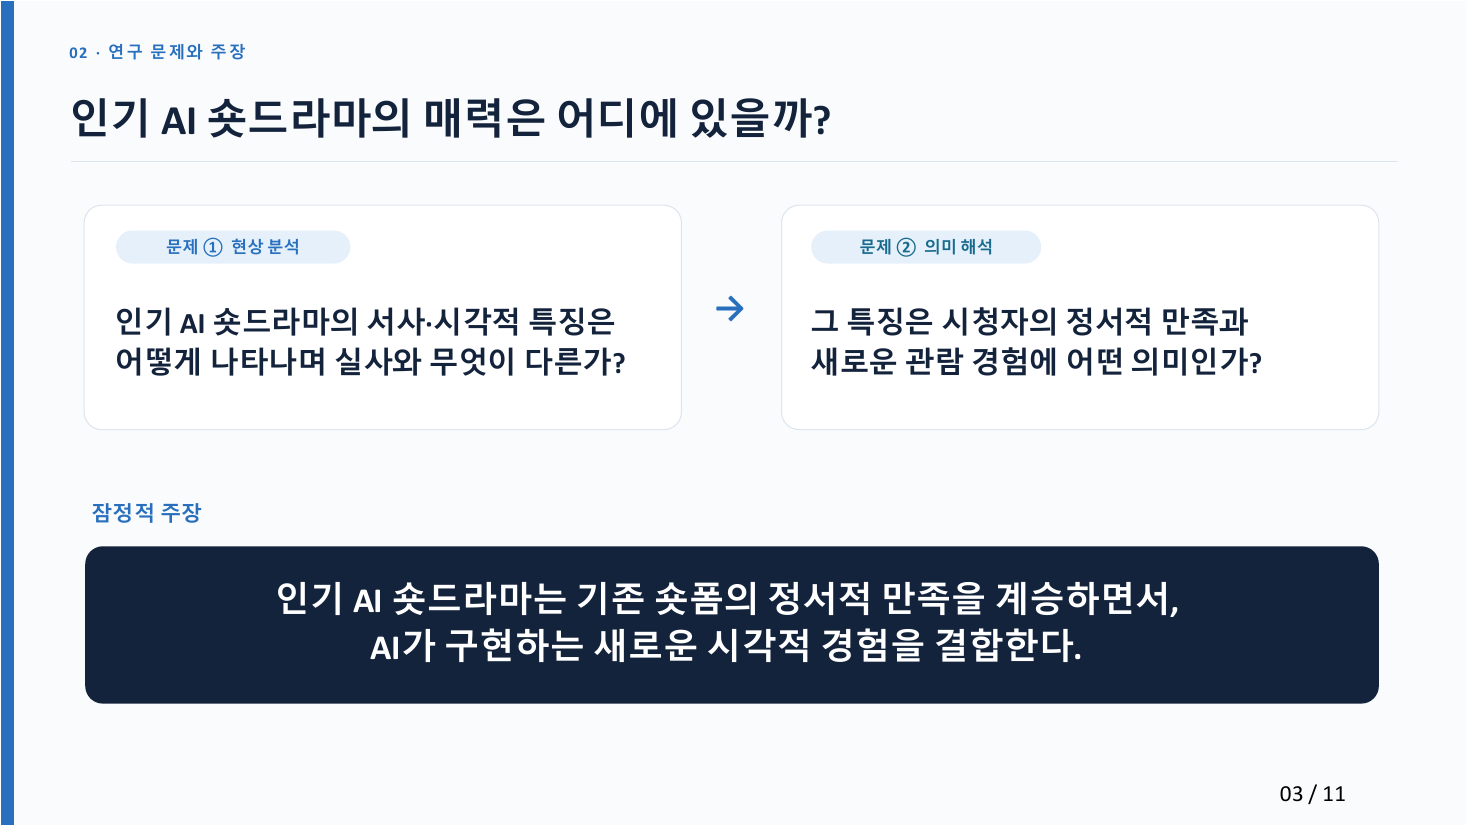 02 · 연구 문제와 주장
인기 AI 숏드라마의 매력은 어디에 있을까?
문제 ① 현상 분석
인기 AI 숏드라마의 서사·시각적 특징은
어떻게 나타나며 실사와 무엇이 다른가?
→
문제 ② 의미 해석
그 특징은 시청자의 정서적 만족과
새로운 관람 경험에 어떤 의미인가?
잠정적 주장
인기 AI 숏드라마는 기존 숏폼의 정서적 만족을 계승하면서,
AI가 구현하는 새로운 시각적 경험을 결합한다.
03 / 11